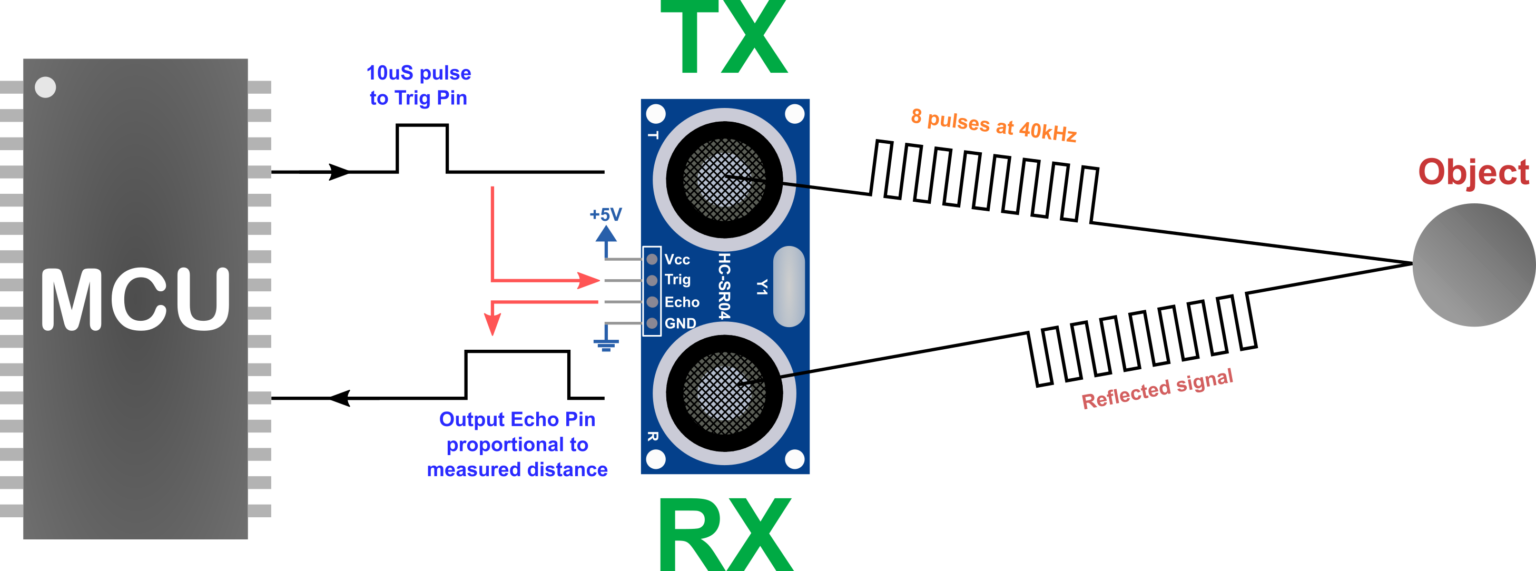 TX
10uS pulse
to Trig Pin
8 pulses at 40kHz
Object
T
+5V
Vcc
Trig
Echo
GND
HC-SR04
Y1
MCU
R
Reflected signal
Output Echo Pin
proportional to
measured distance
RX